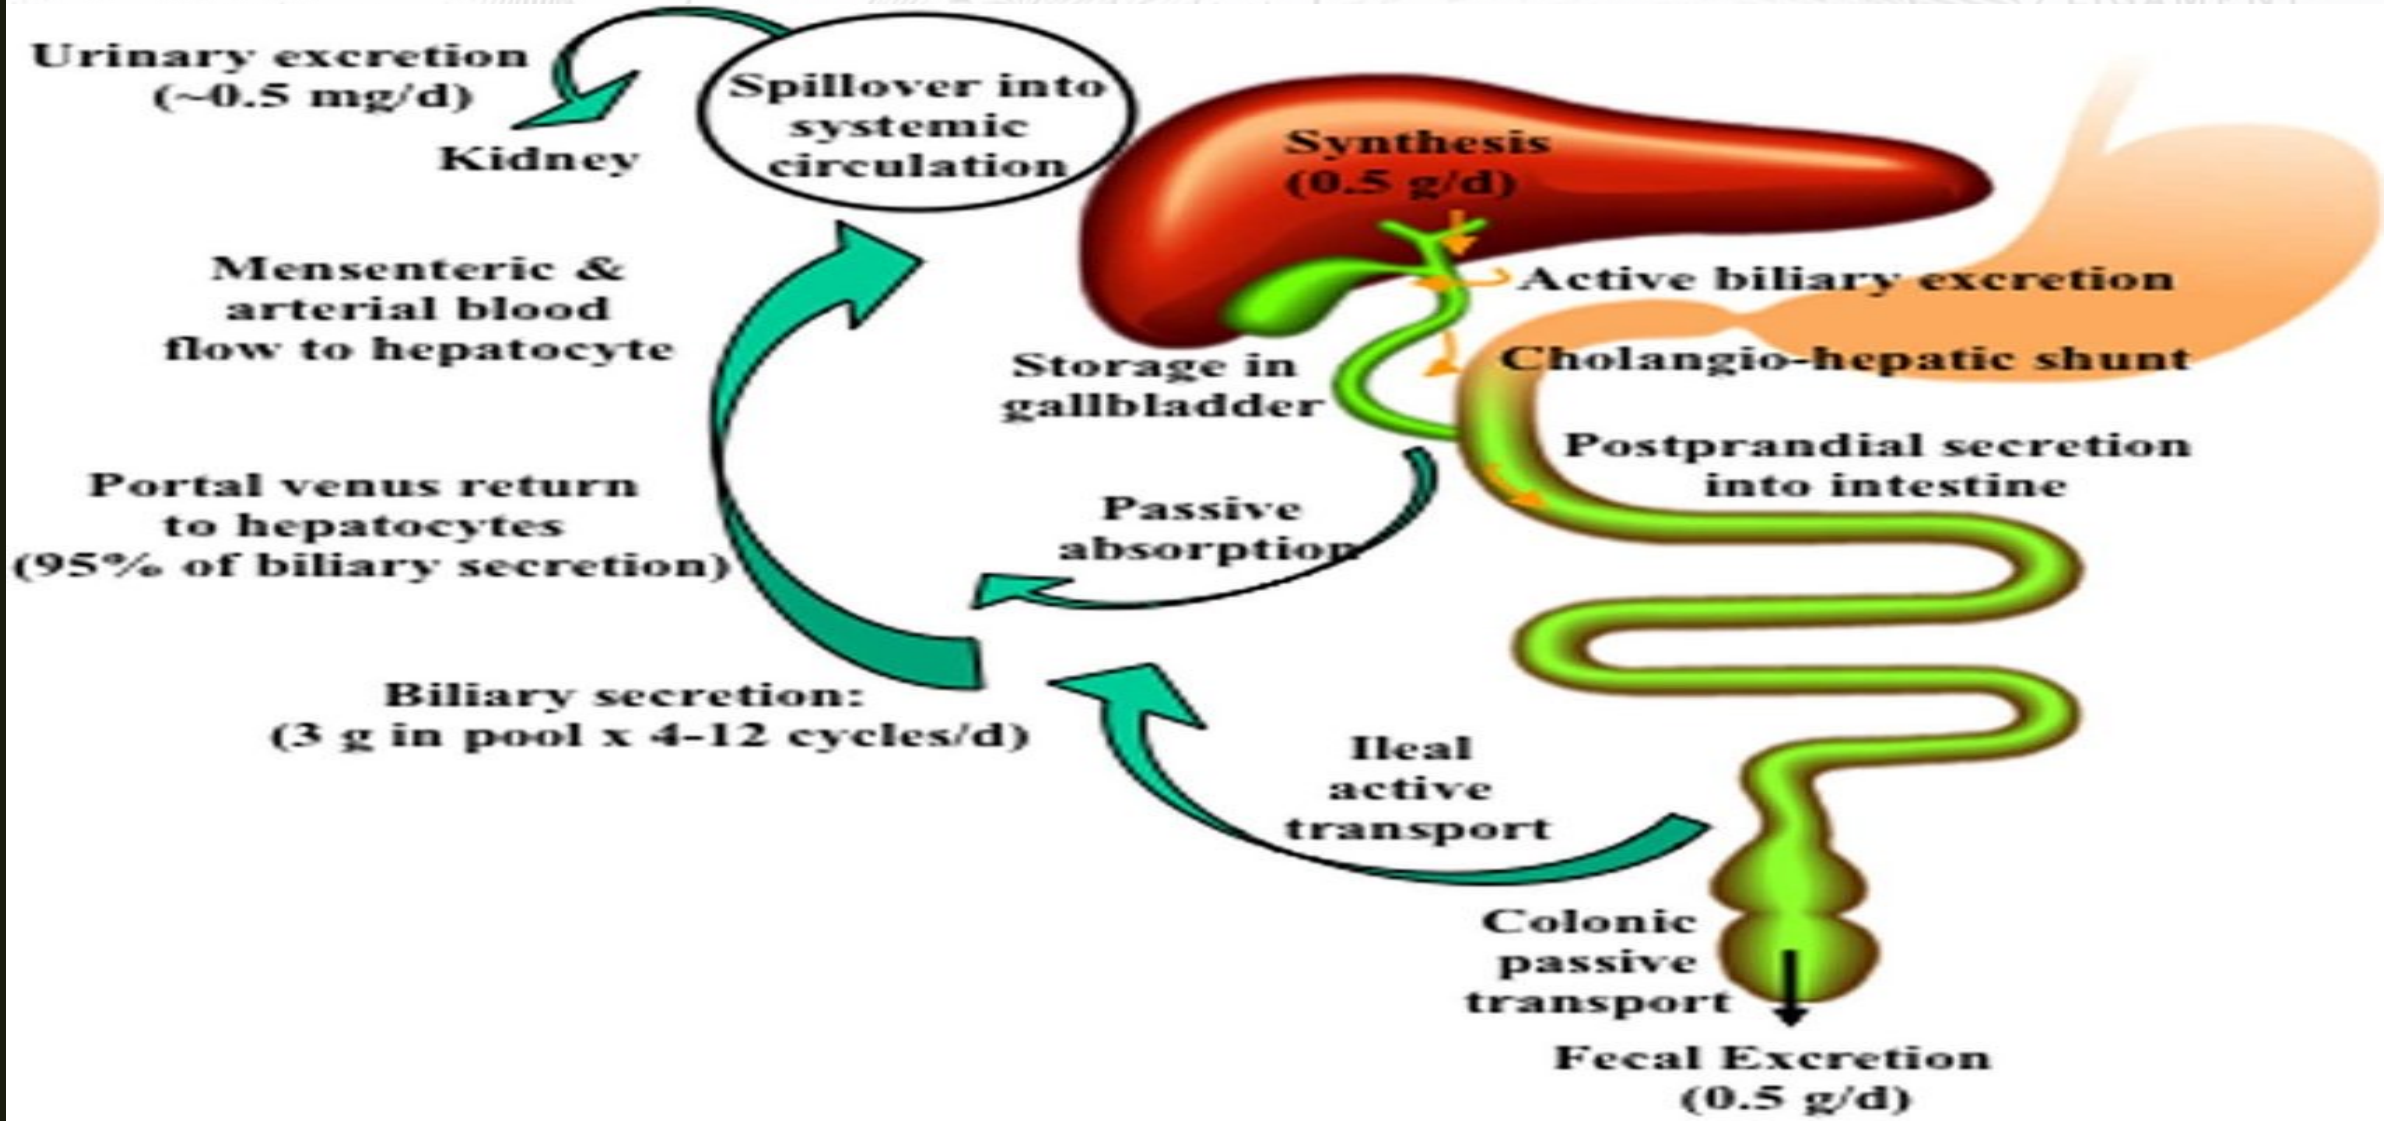 Urinary excretion
(~0.5 mg/d)
Kidney
Spillover into
systemic
circulation
Synthesis
(0.5 g/d)
Mensenteric &
arterial blood
flow to hepatocyte
Active biliary excretion
Cholangio-hepatic shunt
Storage in
gallbladder
Postprandial secretion
into intestine
Portal venus return
to hepatocytes
(95% of biliary secretion)
Passive
absorption
Biliary secretion:
(3 g in pool x 4-12 cycles/d)
Ileal
active
transport
Colonic
passive
transport
Fecal Excretion
(0.5 g/d)